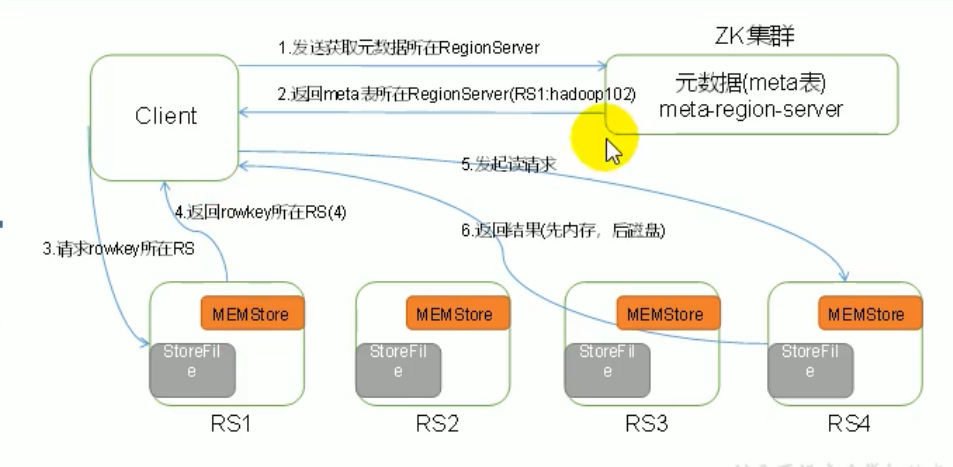 ZK集群
1.发送获取元数据所在RegionServer
元数据(meta表)
meta-region-server
2.返回meta表所在RegionServer(RS1:hadoop102)
Client
5.发起读请求
4.返回rowkey所在RS(4)
6.返回结果(先内存，后磁盘)
3.请求rowkey所在RS
MEMStore
MEMStore
MEMStore
MEMStore
StoreFil
e
StoreFil
e
StoreFil
e
StoreFil
e
RS1
RS2
RS3
RS4